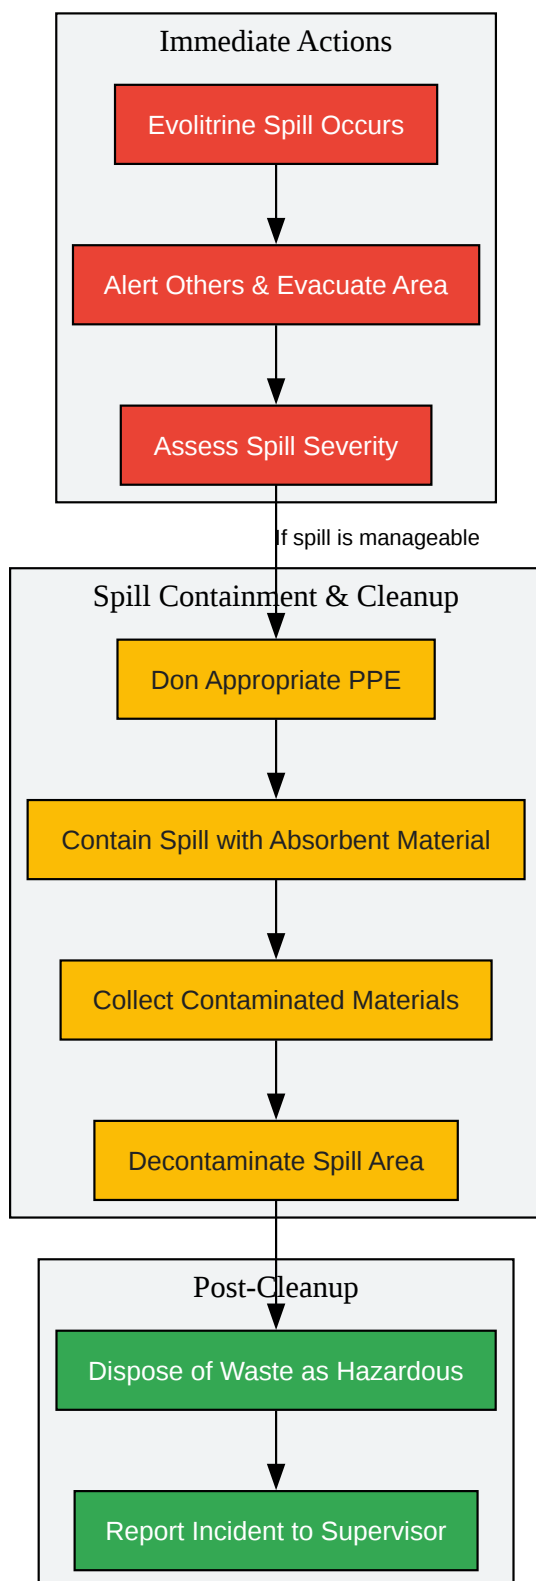 Immediate Actions
Evolitrine Spill Occurs
Alert Others & Evacuate Area
Assess Spill Severity
If spill is manageable
Spill Containment & Cleanup
Don Appropriate PPE
Contain Spill with Absorbent Material
Collect Contaminated Materials
Decontaminate Spill Area
Post-Cleanup
Dispose of Waste as Hazardous
Report Incident to Supervisor